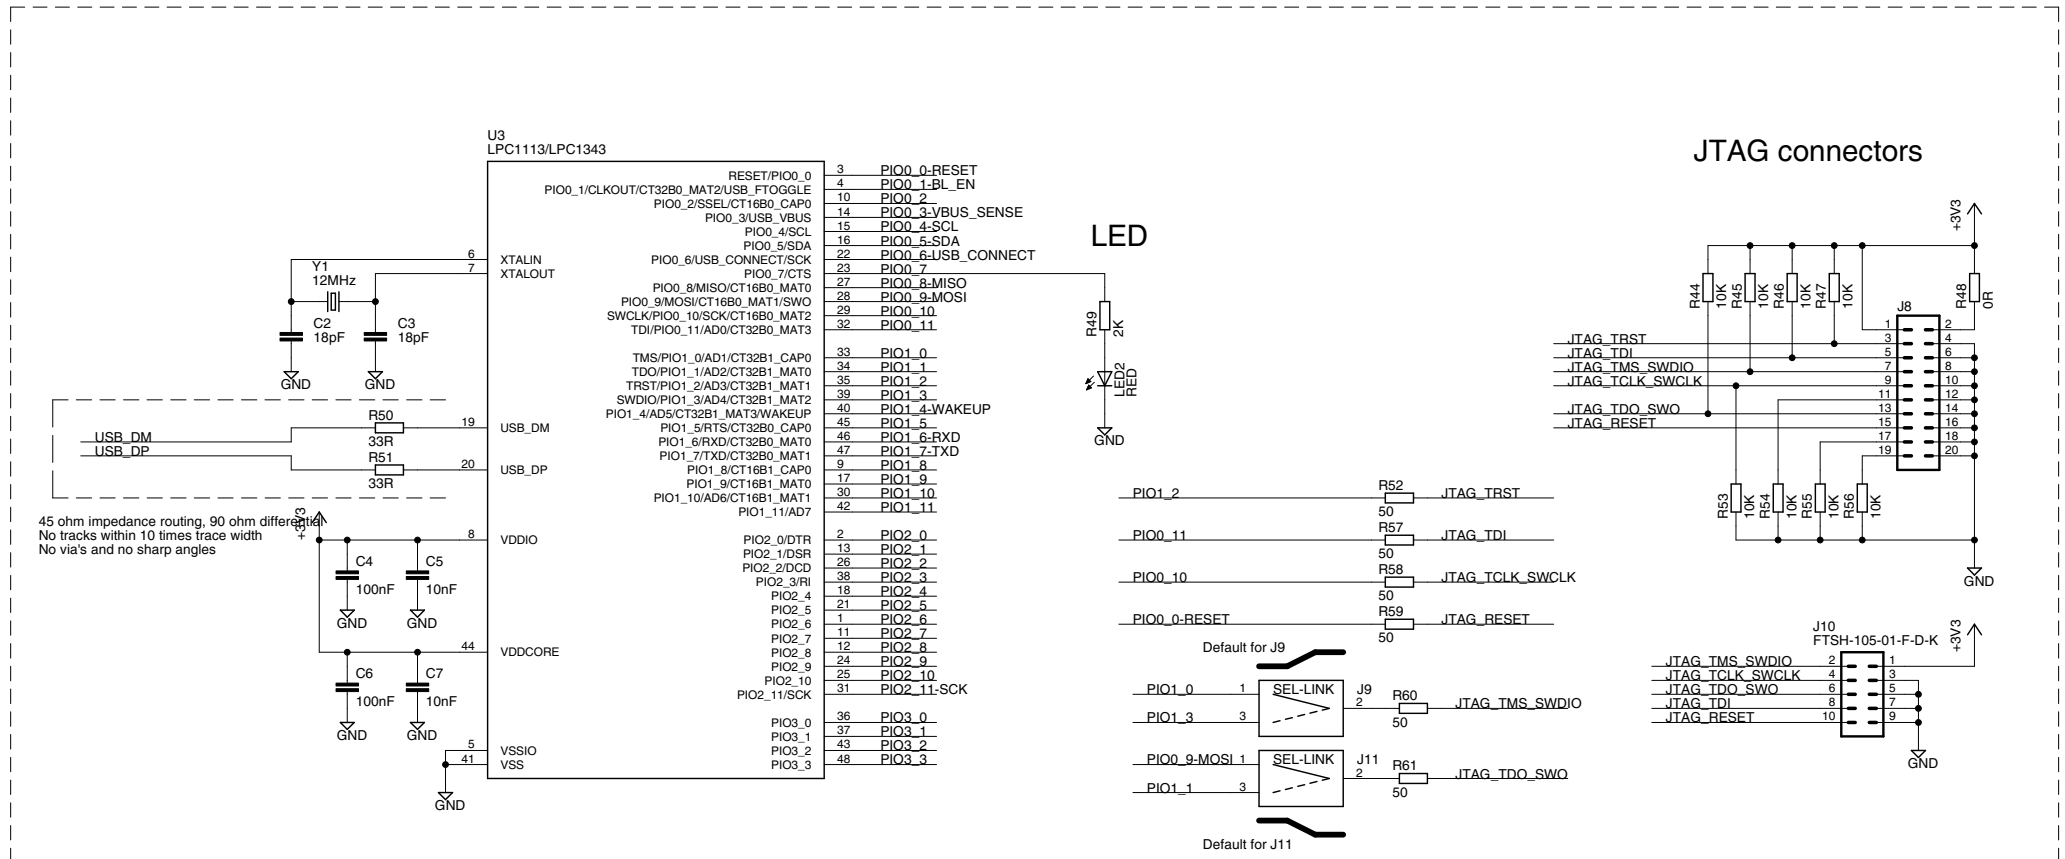 U3
LPC1113/LPC1343
RESET/PIO0_0 3 PIO0_0-RESET
PIO0_1/CLKOUT/CT32B0_MAT2/USB_FTOGGLE 4 PIO0_1-BL_EN
PIO0_2/SSEL/CT16B0_CAP0 10 PIO0_2
PIO0_3/USB_VBUS 14 PIO0_3-VBUS_SENSE
PIO0_4/SCL 15 PIO0_4-SCL
PIO0_5/SDA 16 PIO0_5-SDA
PIO0_6/USB_CONNECT/SCK 22 PIO0_6-USB_CONNECT
PIO0_7/CTS 23 PIO0_7
PIO0_8/MISO/CT16B0_MAT0 27 PIO0_8-MISO
PIO0_9/MOSI/CT16B0_MAT1/SWO 28 PIO0_9-MOSI
SWCLK/PIO0_10/SCK/CT16B0_MAT2 29 PIO0_10
TDI/PIO0_11/AD0/CT32B0_MAT3 32 PIO0_11
TMS/PIO1_0/AD1/CT32B1_CAP0 33 PIO1_0
TDO/PIO1_1/AD2/CT32B1_MAT0 34 PIO1_1
TRST/PIO1_2/AD3/CT32B1_MAT1 35 PIO1_2
SWDIO/PIO1_3/AD4/CT32B1_MAT2 39 PIO1_3
PIO1_4/AD5/CT32B1_MAT3/WAKEUP 40 PIO1_4-WAKEUP
PIO1_5/RTS/CT32B0_CAP0 45 PIO1_5
PIO1_6/RXD/CT32B0_MAT0 46 PIO1_6-RXD
PIO1_7/TXD/CT32B0_MAT1 47 PIO1_7-TXD
PIO1_8/CT16B1_CAP0 9 PIO1_8
PIO1_9/CT16B1_MAT0 17 PIO1_9
PIO1_10/AD6/CT16B1_MAT1 30 PIO1_10
PIO1_11/AD7 42 PIO1_11
PIO2_0/DTR 2 PIO2_0
PIO2_1/DSR 13 PIO2_1
PIO2_2/DCD 26 PIO2_2
PIO2_3/RI 38 PIO2_3
PIO2_4 18 PIO2_4
PIO2_5 21 PIO2_5
PIO2_6 1 PIO2_6
PIO2_7 11 PIO2_7
PIO2_8 12 PIO2_8
PIO2_9 24 PIO2_9
PIO2_10 25 PIO2_10
PIO2_11/SCK 31 PIO2_11-SCK
PIO3_0 36 PIO3_0
PIO3_1 37 PIO3_1
PIO3_2 43 PIO3_2
PIO3_3 48 PIO3_3
6 XTALIN
7 XTALOUT
Y1
12MHz
C2
18pF
C3
18pF
GND
GND
USB_DM
USB_DP
R50
33R
R51
33R
19 USB_DM
20 USB_DP
45 ohm impedance routing, 90 ohm differential
No tracks within 10 times trace width
No via's and no sharp angles
+3V3
8 VDDIO
C4
100nF
C5
10nF
GND
GND
44 VDDCORE
C6
100nF
C7
10nF
GND
GND
5 VSSIO
41 VSS
GND
LED
R49
2K
LED2
RED
GND
PIO1_2 R52 JTAG_TRST
50
PIO0_11 R57 JTAG_TDI
50
PIO0_10 R58 JTAG_TCLK_SWCLK
50
PIO0_0-RESET R59 JTAG_RESET
50
Default for J9
PIO1_0 1 SEL-LINK J9
2 R60 JTAG_TMS_SWDIO
PIO1_3 3 50
PIO0_9-MOSI 1 SEL-LINK J11
2 R61 JTAG_TDO_SWO
PIO1_1 3 50
Default for J11
JTAG connectors
+3V3
R44
10K
R45
10K
R46
10K
R47
10K
R48
0R
J8
1 2
JTAG_TRST 3 4
JTAG_TDI 5 6
JTAG_TMS_SWDIO 7 8
JTAG_TCLK_SWCLK 9 10
11 12
JTAG_TDO_SWO 13 14
JTAG_RESET 15 16
17 18
19 20
R53
10K
R54
10K
R55
10K
R56
10K
GND
J10
FTSH-105-01-F-D-K
+3V3
JTAG_TMS_SWDIO 2 1
JTAG_TCLK_SWCLK 4 3
JTAG_TDO_SWO 6 5
JTAG_TDI 8 7
JTAG_RESET 10 9
GND